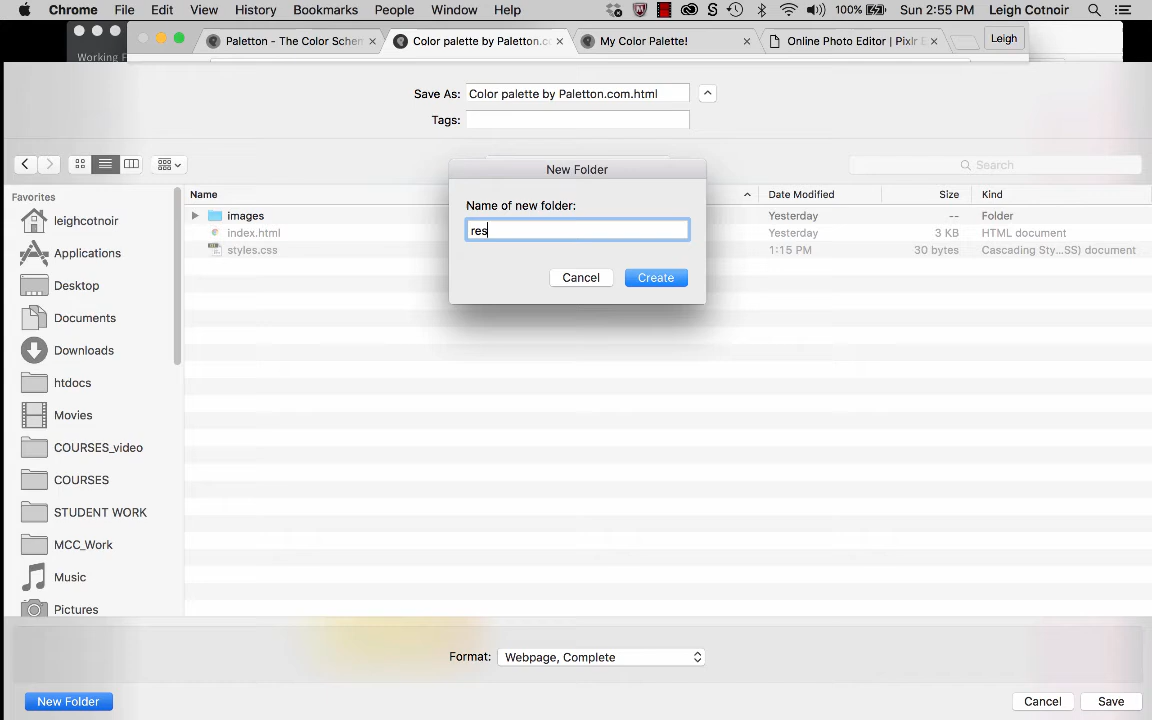 Chrome File Edit View History Bookmarks People Window Help 100% Sun 2:55 PM Leigh Cotnoir
Paletton - The Color Schem Color palette by Paletton.co My Color Palette! Online Photo Editor | Pixlr E Leigh
Working F
Save As: Color palette by Paletton.com.html
Tags:
Search
New Folder
Favorites
Name Date Modified Size Kind
Name of new folder:
images Yesterday -- Folder
leighcotnoir
res
index.html Yesterday 3 KB HTML document
styles.css 1:15 PM 30 bytes Cascading Sty...SS) document
Applications
Cancel Create
Desktop
Documents
Downloads
htdocs
Movies
COURSES_video
COURSES
STUDENT WORK
MCC_Work
Music
Pictures
Format: Webpage, Complete
New Folder Cancel Save